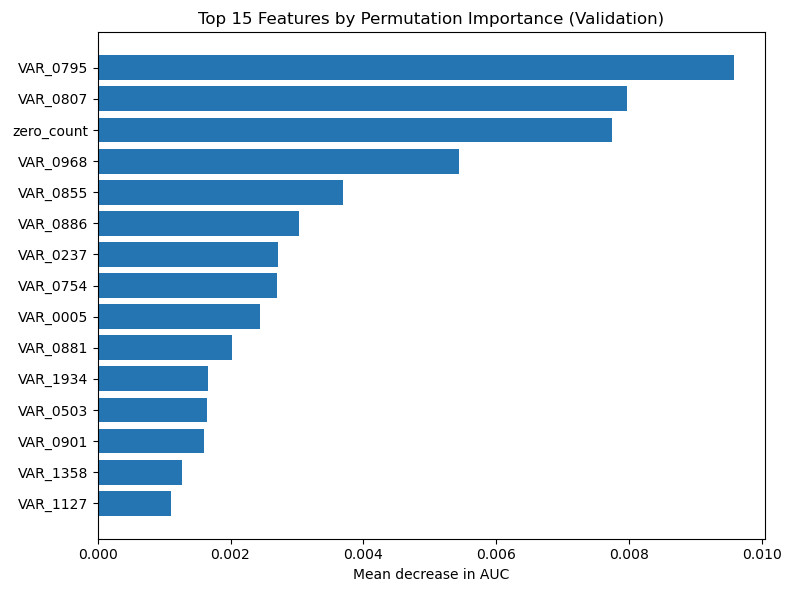 Top 15 Features by Permutation Importance (Validation)
VAR_0795
VAR_0807
zero_count
VAR_0968
VAR_0855
VAR_0886
VAR_0237
VAR_0754
VAR_0005
VAR_0881
VAR_1934
VAR_0503
VAR_0901
VAR_1358
VAR_1127
0.000 0.002 0.004 0.006 0.008 0.010
Mean decrease in AUC